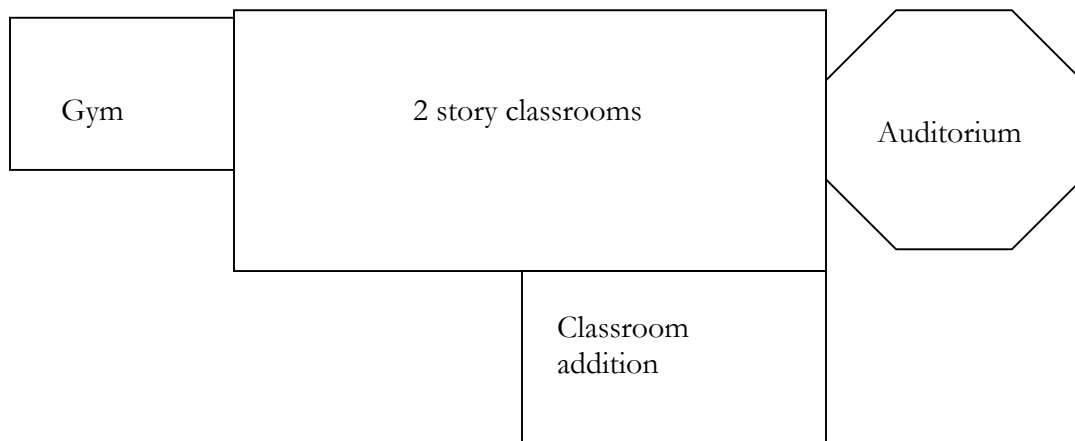 Gym
2 story classrooms
Auditorium
Classroom
addition